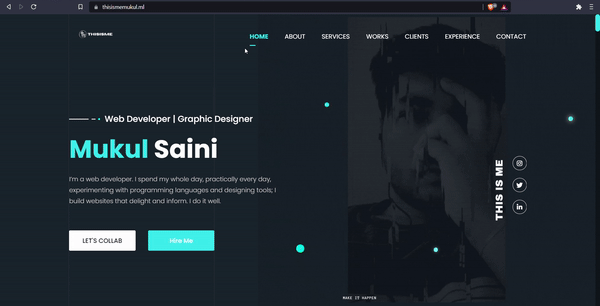 thisismemukul.ml
THISISME
HOME ABOUT SERVICES WORKS CLIENTS EXPERIENCE CONTACT
Web Developer | Graphic Designer
Mukul Saini
I'm a web developer. I spend my whole day, practically every day,
experimenting with programming languages and designing tools; I
build websites that delight and inform. I do it well.
LET'S COLLAB Hire Me
THIS IS ME
MAKE IT HAPPEN